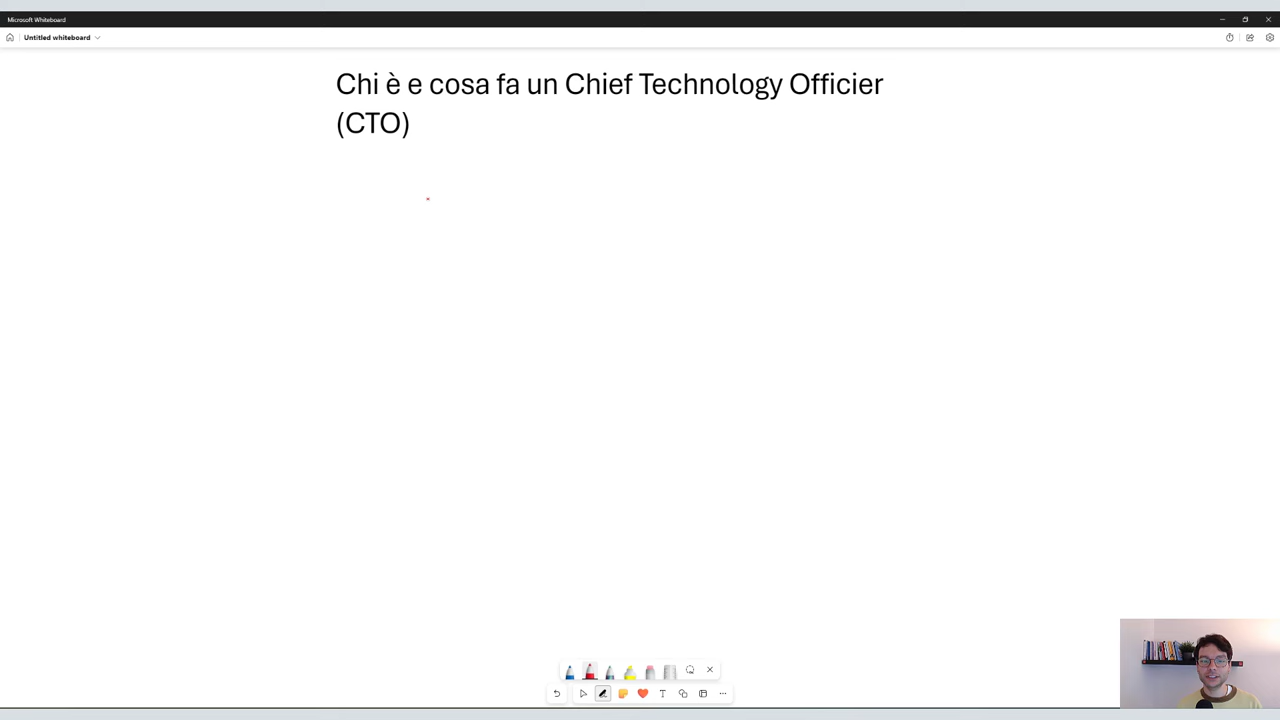 Microsoft Whiteboard
Untitled whiteboard
Chi è e cosa fa un Chief Technology Officier
(CTO)